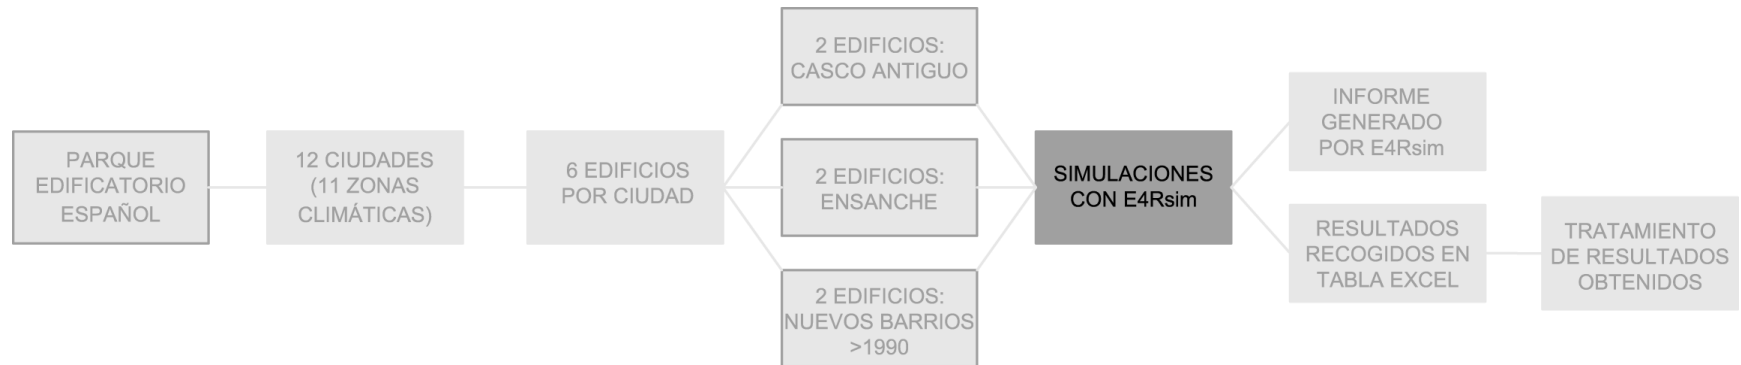 PARQUE
EDIFICATORIO
ESPAÑOL
12 CIUDADES
(11 ZONAS
CLIMÁTICAS)
6 EDIFICIOS
POR CIUDAD
2 EDIFICIOS:
CASCO ANTIGUO
2 EDIFICIOS:
ENSANCHE
2 EDIFICIOS:
NUEVOS BARRIOS
>1990
SIMULACIONES
CON E4Rsim
INFORME
GENERADO
POR E4Rsim
RESULTADOS
RECOGIDOS EN
TABLA EXCEL
TRATAMIENTO
DE RESULTADOS
OBTENIDOS